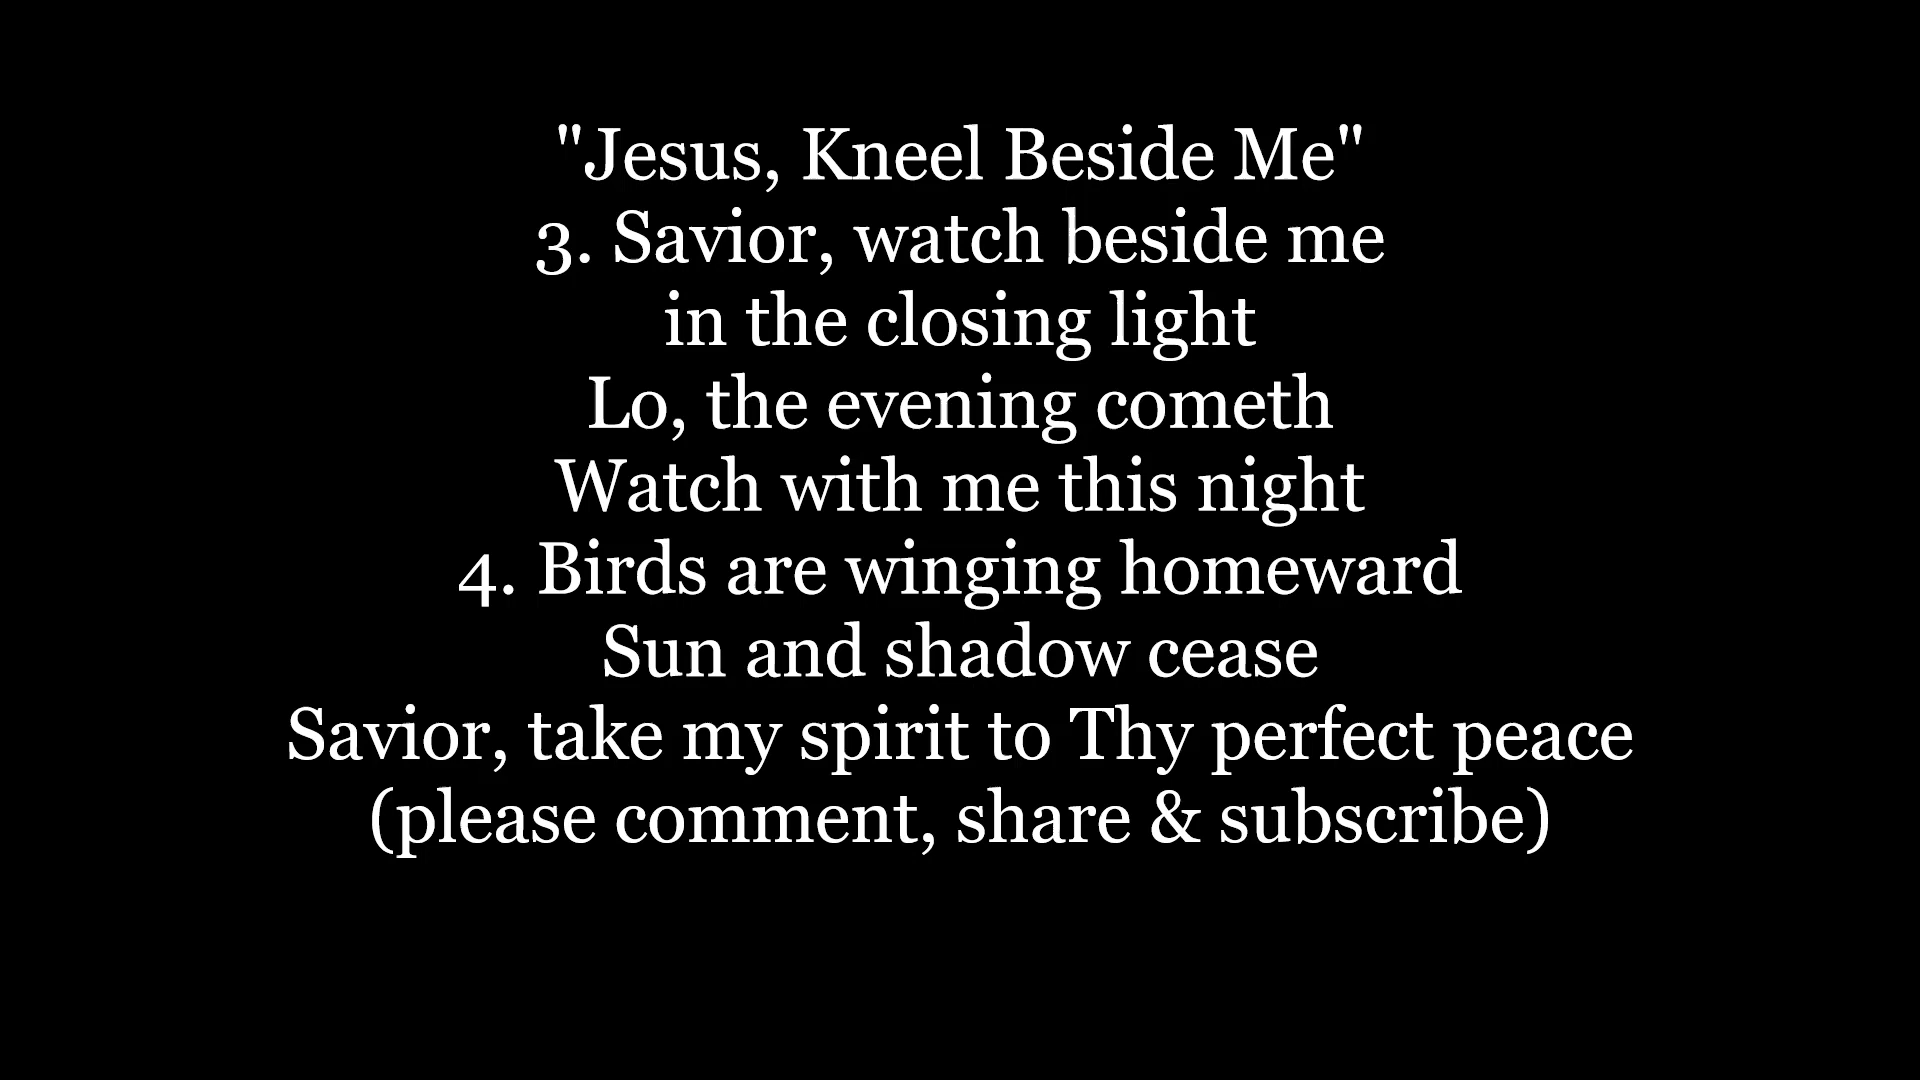 "Jesus, Kneel Beside Me"
3. Savior, watch beside me
in the closing light
Lo, the evening cometh
Watch with me this night
4. Birds are winging homeward
Sun and shadow cease
Savior, take my spirit to Thy perfect peace
(please comment, share & subscribe)